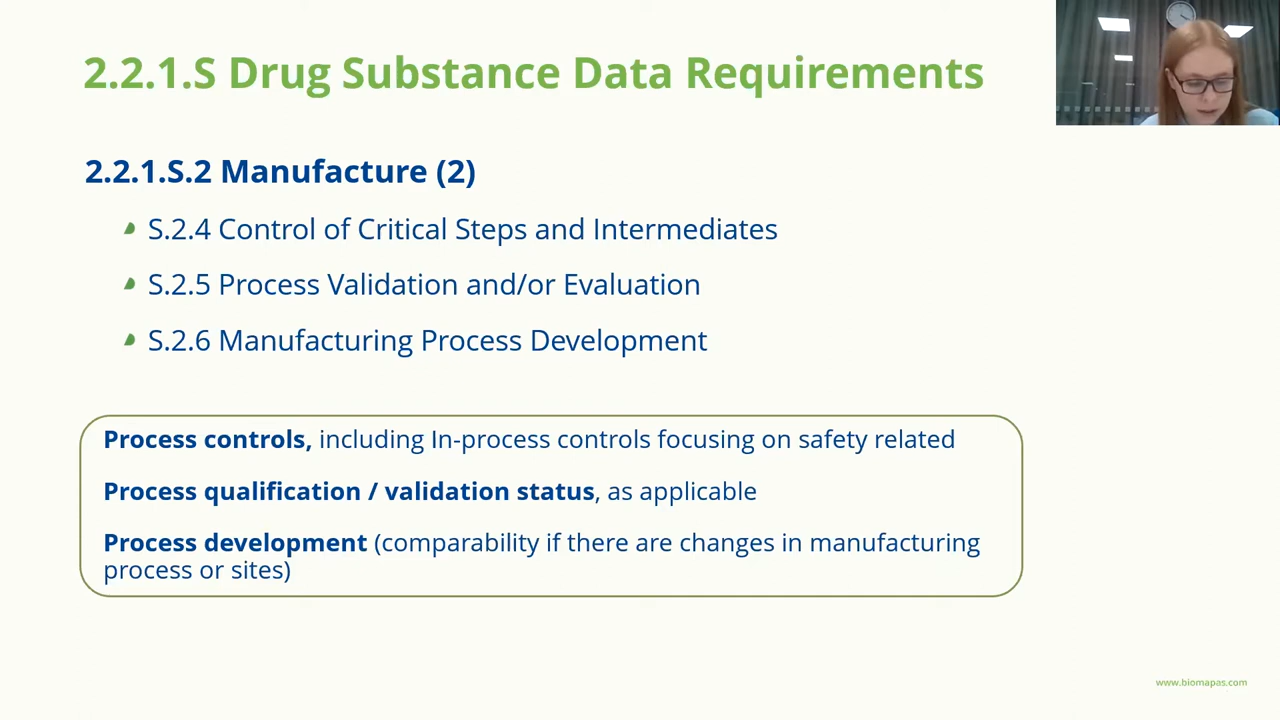 2.2.1.S Drug Substance Data Requirements
2.2.1.S.2 Manufacture (2)
S.2.4 Control of Critical Steps and Intermediates
S.2.5 Process Validation and/or Evaluation
S.2.6 Manufacturing Process Development
Process controls, including In-process controls focusing on safety related
Process qualification / validation status, as applicable
Process development (comparability if there are changes in manufacturing
process or sites)
www.biomapas.com